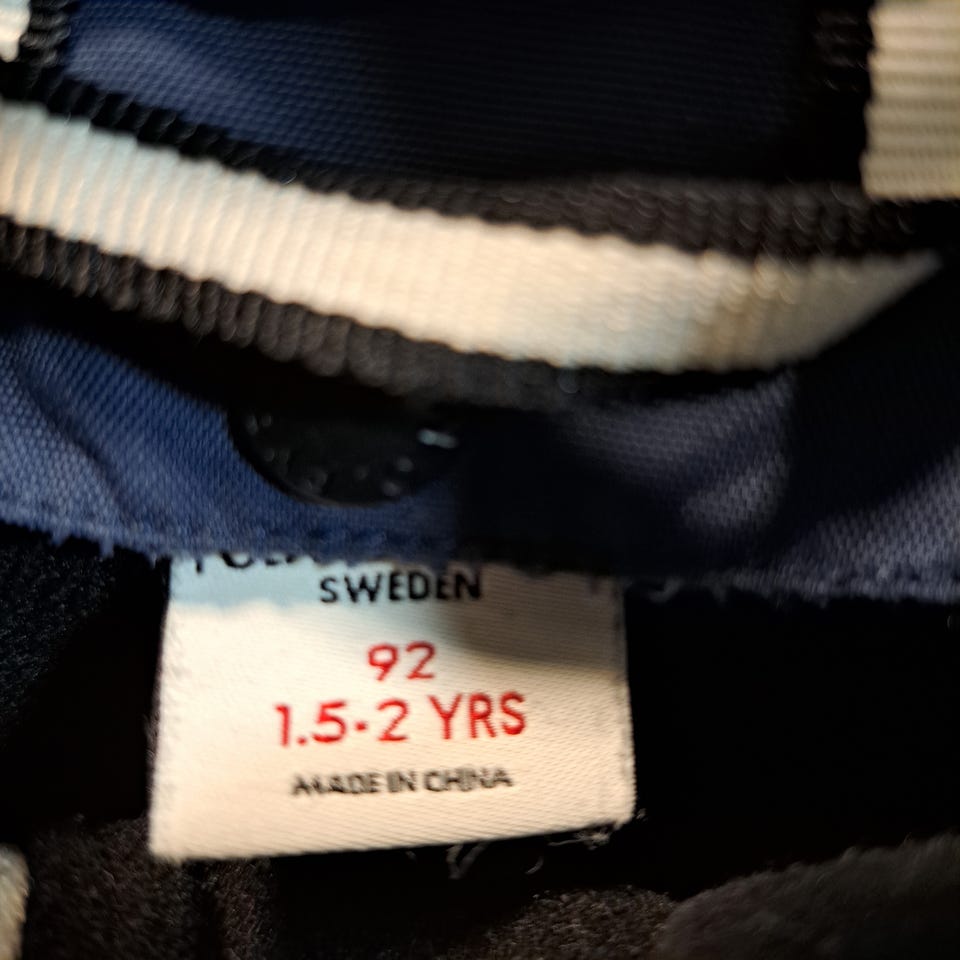 SWEDEN
92
1.5-2 YRS
MADE IN CHINA